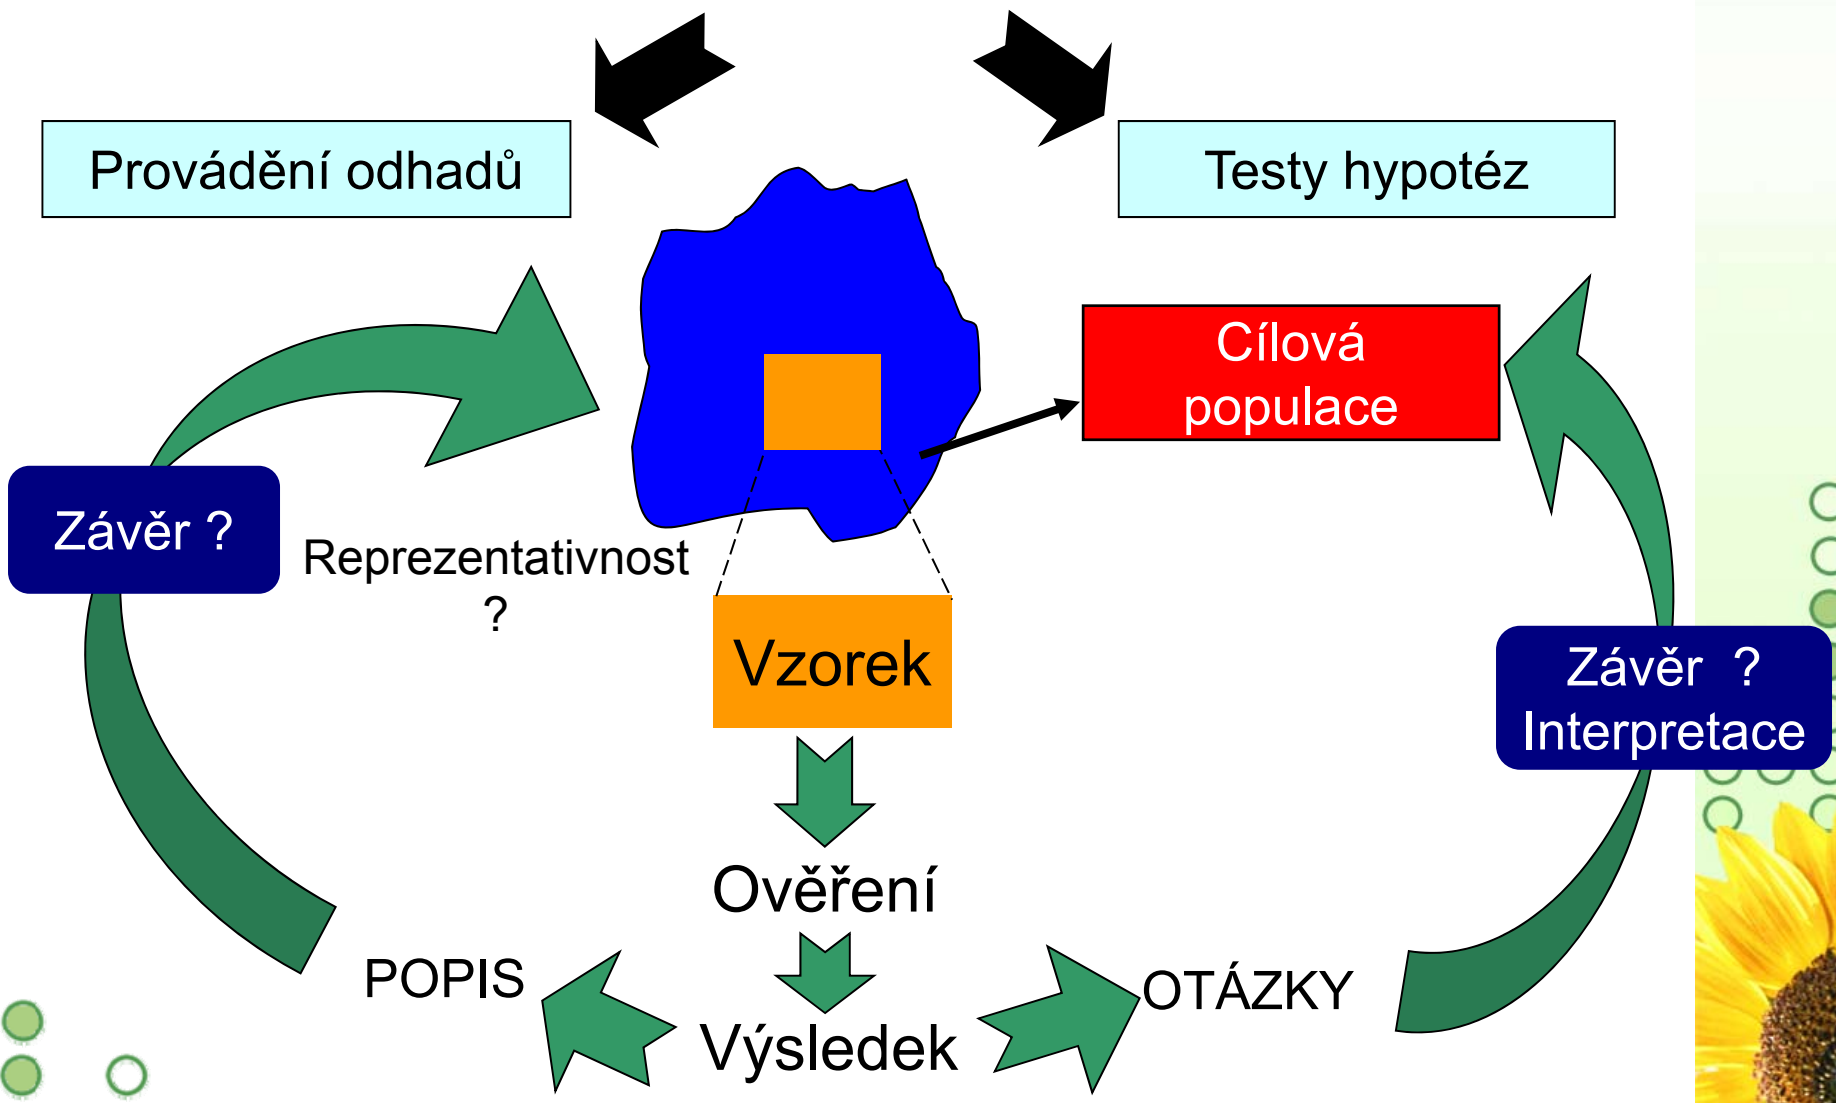 Provádění odhadů
Testy hypotéz
Cílová
populace
Závěr ?
Reprezentativnost
?
Vzorek
Závěr ?
Interpretace
Ověření
POPIS
OTÁZKY
Výsledek